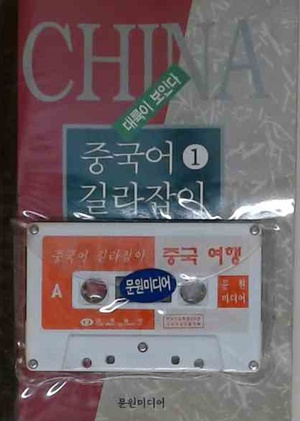 CHINA
대륙이 보인다
중국어 1
길라잡이
중국어 길라잡이 중국 여행
A
문원미디어
문 원
미디어
문원미디어